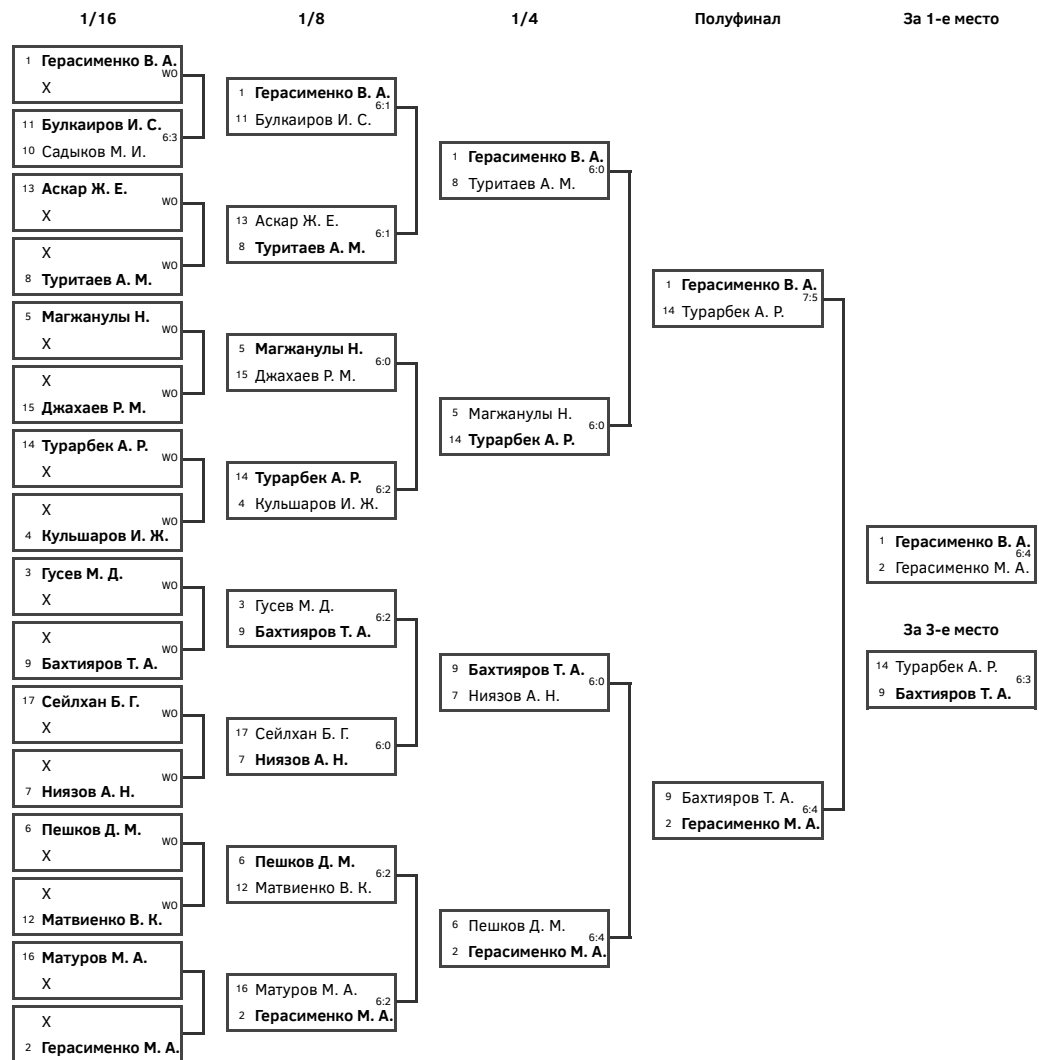 1/16
1/8
1/4
Полуфинал
За 1-е место
1 Герасименко В. А.
WO
X
11 Булкаиров И. С.
6:3
10 Садыков М. И.
13 Аскар Ж. Е.
WO
X
X
WO
8 Туритаев А. М.
5 Магжанулы Н.
WO
X
X
WO
15 Джахаев Р. М.
14 Турарбек А. Р.
WO
X
X
WO
4 Кульшаров И. Ж.
3 Гусев М. Д.
WO
X
X
WO
9 Бахтияров Т. А.
17 Сейлхан Б. Г.
WO
X
X
WO
7 Ниязов А. Н.
6 Пешков Д. М.
WO
X
X
WO
12 Матвиенко В. К.
16 Матуров М. А.
X
X
2 Герасименко М. А.
1 Герасименко В. А.
6:1
11 Булкаиров И. С.
13 Аскар Ж. Е.
6:1
8 Туритаев А. М.
5 Магжанулы Н.
6:0
15 Джахаев Р. М.
14 Турарбек А. Р.
6:2
4 Кульшаров И. Ж.
3 Гусев М. Д.
6:2
9 Бахтияров Т. А.
17 Сейлхан Б. Г.
6:0
7 Ниязов А. Н.
6 Пешков Д. М.
6:2
12 Матвиенко В. К.
16 Матуров М. А.
6:2
2 Герасименко М. А.
1 Герасименко В. А.
6:0
8 Туритаев А. М.
5 Магжанулы Н.
6:0
14 Турарбек А. Р.
9 Бахтияров Т. А.
6:0
7 Ниязов А. Н.
6 Пешков Д. М.
6:4
2 Герасименко М. А.
1 Герасименко В. А.
7:5
14 Турарбек А. Р.
9 Бахтияров Т. А.
6:4
2 Герасименко М. А.
1 Герасименко В. А.
6:4
2 Герасименко М. А.
За 3-е место
14 Турарбек А. Р.
6:3
9 Бахтияров Т. А.